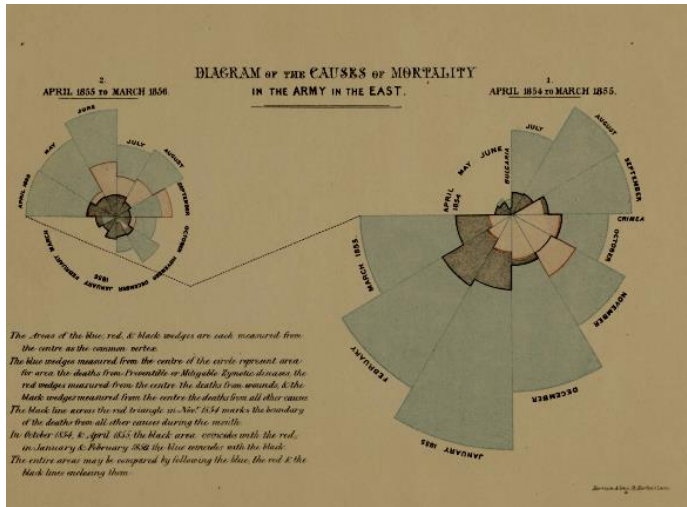 DIAGRAM OF THE CAUSES OF MORTALITY
IN THE ARMY IN THE EAST.
2.
APRIL 1855 TO MARCH 1856.
1.
APRIL 1854 TO MARCH 1855.
APRIL 1855
MAY
JUNE
JULY
AUGUST
SEPTEMBER
OCTOBER
NOVEMBER
DECEMBER
JANUARY 1856
FEBRUARY
MARCH
APRIL 1854
MAY
JUNE
BULGARIA
JULY
AUGUST
SEPTEMBER
CRIMEA
OCTOBER
NOVEMBER
DECEMBER
JANUARY 1855
FEBRUARY
MARCH 1855
The Areas of the blue, red, & black wedges are each measured from
the centre as the common vertex.
The blue wedges measured from the centre of the circle represent area
for area the deaths from Preventible or Mitigable Zymotic diseases, the
red wedges measured from the centre the deaths from wounds, & the
black wedges measured from the centre the deaths from all other causes.
The black line across the red triangle in Novr. 1854 marks the boundary
of the deaths from all other causes during the month.
In October 1854, & April 1855, the black area coincides with the red,
in January & February 1856, the blue coincides with the black.
The entire areas may be compared by following the blue, the red & the
black lines enclosing them.